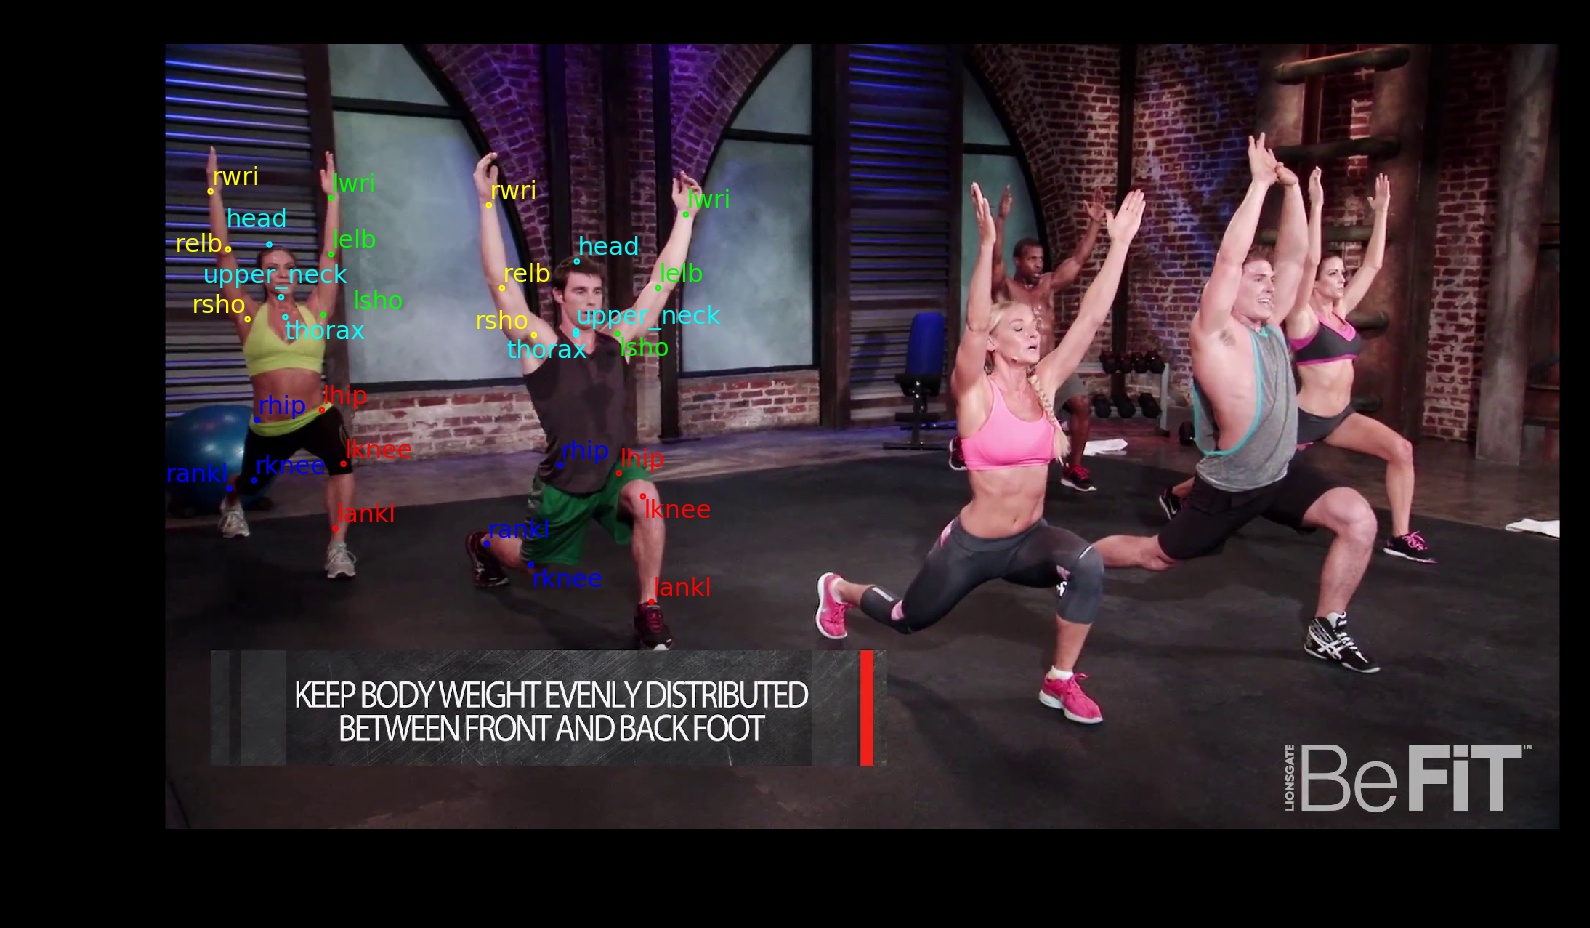 rwri
lwri
head
relb
lelb
upper_neck
rsho
lsho
thorax
rhip
lhip
rknee
lknee
rankl
lankl
rwri
lwri
head
relb
lelb
rsho
upper_neck
thorax
lsho
rhip
lhip
lknee
rankl
rknee
lankl
KEEP BODY WEIGHT EVENLY DISTRIBUTED
BETWEEN FRONT AND BACK FOOT
LIONSGATE
BeFiT™